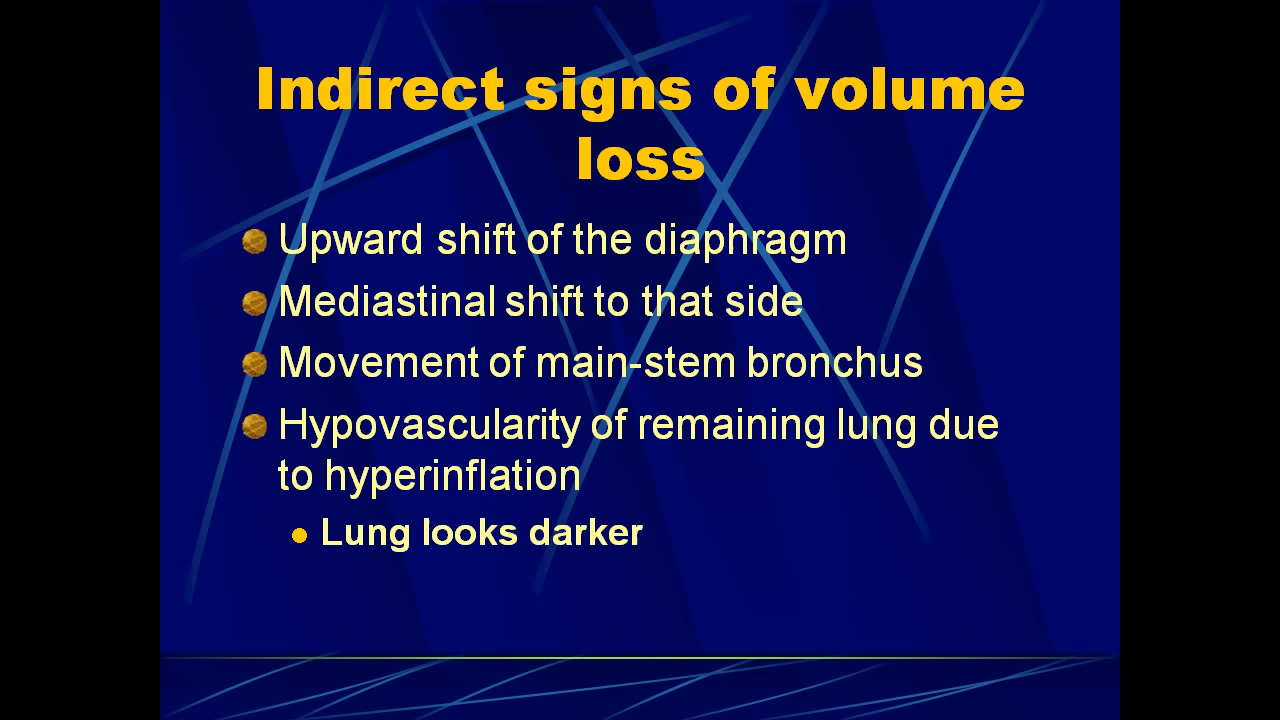 Indirect signs of volume
loss
Upward shift of the diaphragm
Mediastinal shift to that side
Movement of main-stem bronchus
Hypovascularity of remaining lung due
to hyperinflation
Lung looks darker